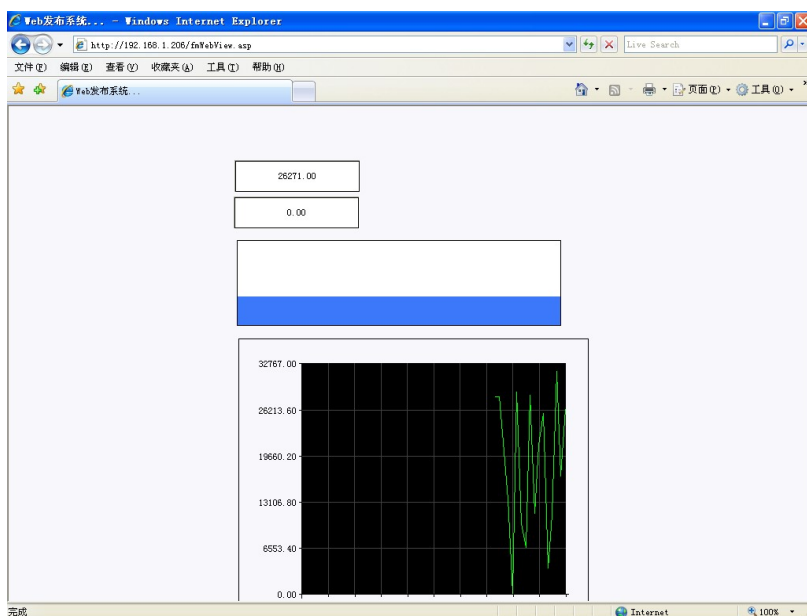 Web发布系统... - Windows Internet Explorer
http://192.168.1.206/fmWebView.asp
Live Search
文件(F) 编辑(E) 查看(V) 收藏夹(A) 工具(T) 帮助(H)
Web发布系统...
页面(P) 工具(O)
26271.00
0.00
32767.00
26213.60
19660.20
13106.80
6553.40
0.00
完成 Internet 100%